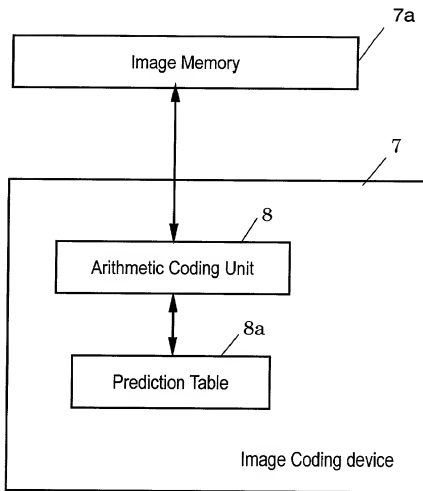 7a
Image Memory
7
8
Arithmetic Coding Unit
8a
Prediction Table
Image Coding device